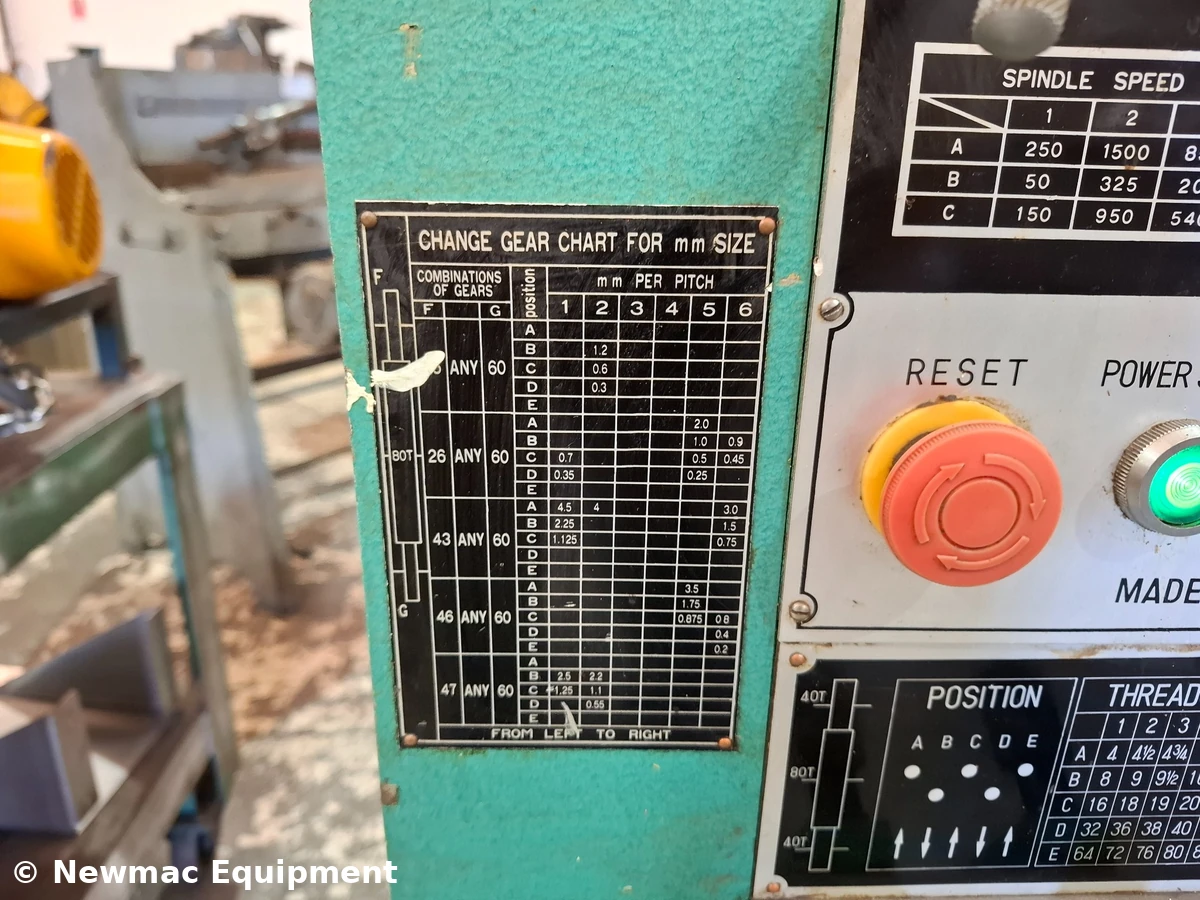 CHANGE GEAR CHART FOR mm SIZE
F
COMBINATIONS OF GEARS
position
mm PER PITCH
F G
1 2 3 4 5 6
A
B 1.2
ANY 60
C 0.6
D 0.3
E
A 2.0
B 1.0 0.9
80T
26 ANY 60
C 0.7 0.5 0.45
D 0.35 0.25
E
A 4.5 4 3.0
B 2.25 1.5
43 ANY 60
C 1.125 0.75
D
E
A 3.5
B 1.75
G
46 ANY 60
C 0.875 0.8
D 0.4
E 0.2
A
B 2.5 2.2
47 ANY 60
C 1.25 1.1
D 0.55
E
FROM LEFT TO RIGHT
SPINDLE SPEED
1 2
A 250 1500
B 50 325
C 150 950
RESET
POWER
MADE
40T
80T
40T
POSITION
A B C D E
THREAD
1 2 3
A 4 4½ 4¾
B 8 9 9½
C 16 18 19 20
D 32 36 38 40
E 64 72 76 80
© Newmac Equipment